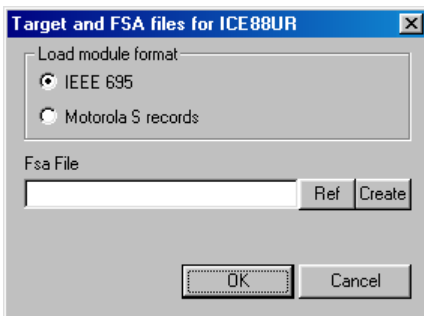 Target and FSA files for ICE88UR
Load module format
IEEE 695
Motorola S records
Fsa File
Ref Create
OK Cancel